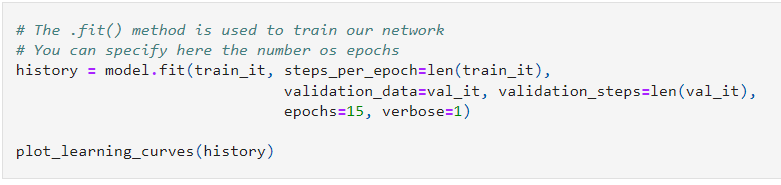 # The .fit() method is used to train our network
# You can specify here the number os epochs
history = model.fit(train_it, steps_per_epoch=len(train_it),
                    validation_data=val_it, validation_steps=len(val_it),
                    epochs=15, verbose=1)
plot_learning_curves(history)